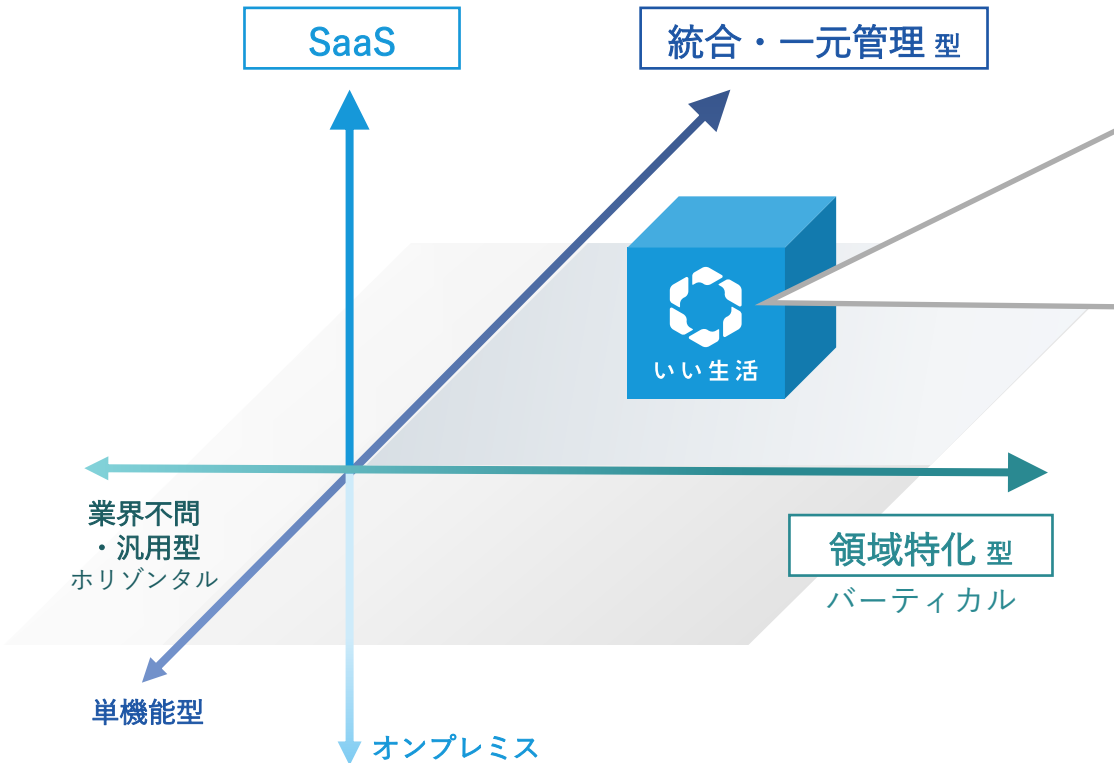 SaaS
統合・一元管理 型
いい生活
業界不問
・汎用型
ホリゾンタル
領域特化 型
バーティカル
単機能型
オンプレミス